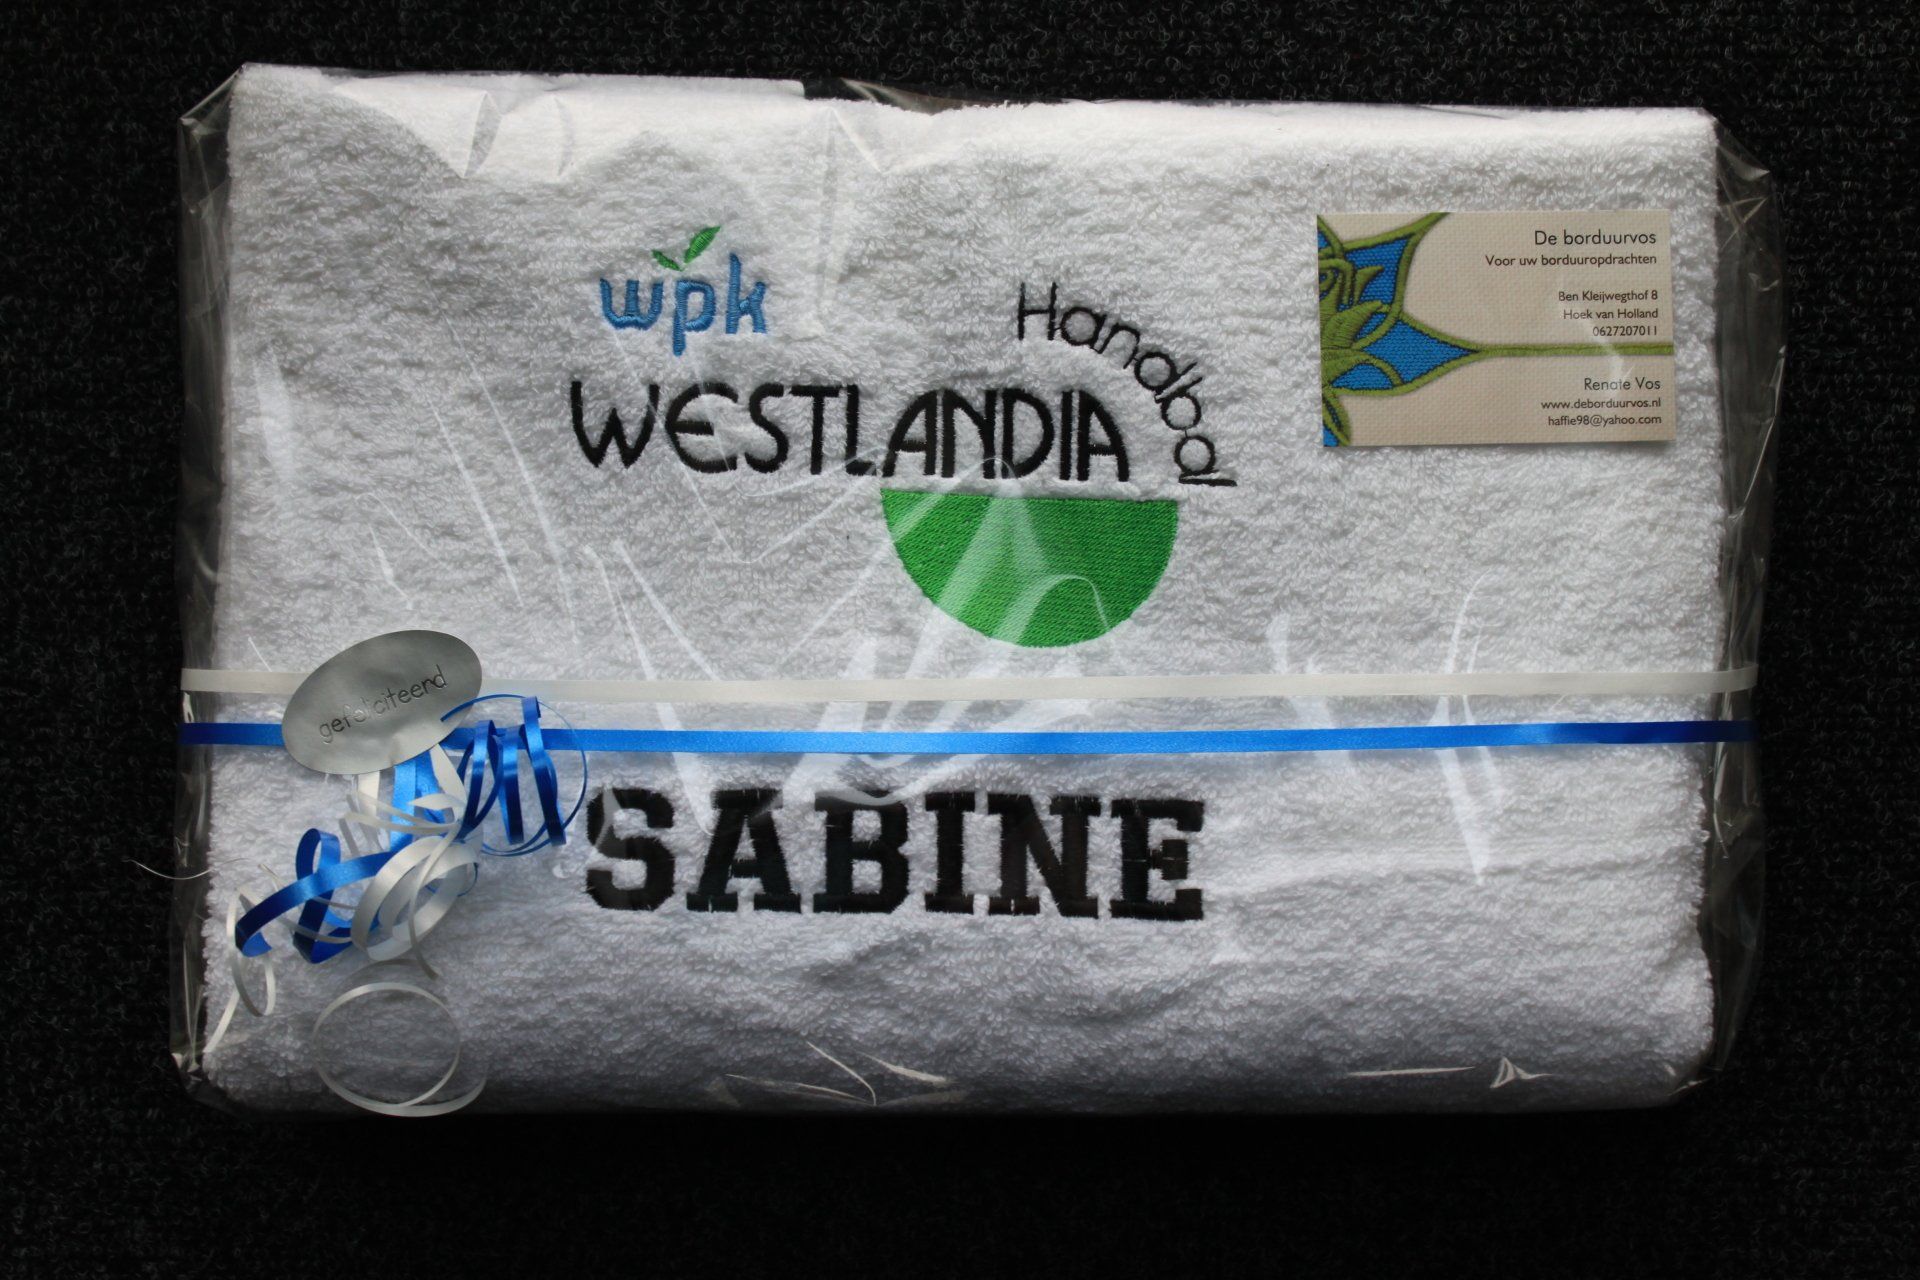 wpk
Handbal
WESTLANDIA
De borduurvos
Voor uw borduuropdrachten
Ben Kleijwegthof 8
Hoek van Holland
0627207011
Renate Vos
www.deborduurvos.nl
haffie98@yahoo.com
gefeliciteerd
SABINE